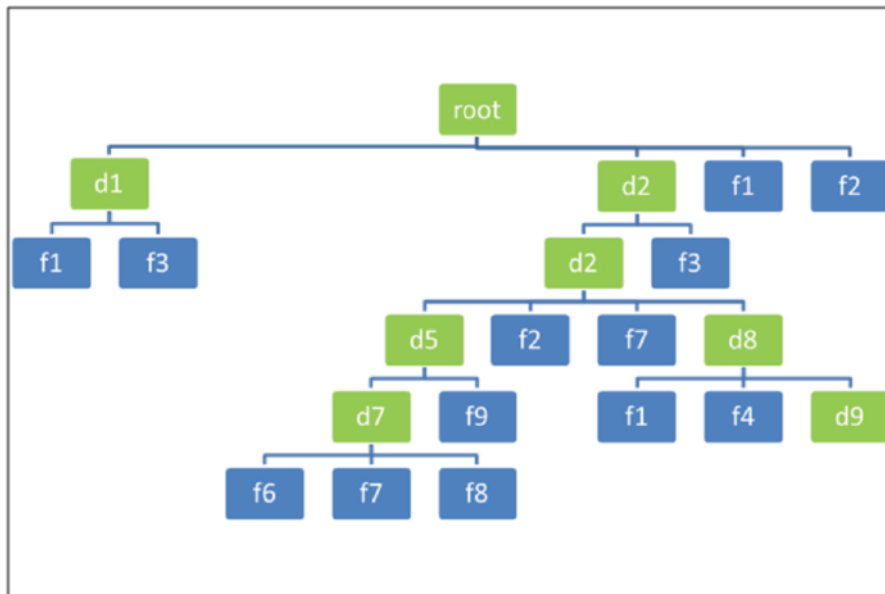 root
d1 d2 f1 f2
f1 f3 d2 f3
d5 f2 f7 d8
d7 f9 f1 f4 d9
f6 f7 f8